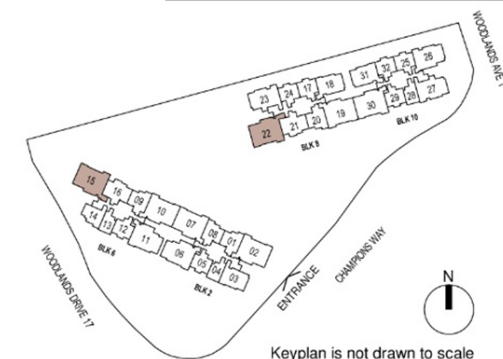 WOODLANDS AVE 1
32 25 26
31
24 17 18
23
29 28 27
19 30
22 21 20
BLK 10
BLK 8
15
16 09
10 07
08 01 02
14 13 12
11
06 05 04 03
BLK 6
BLK 2
WOODLANDS DRIVE 17
ENTRANCE
CHAMPIONS WAY
N
Keyplan is not drawn to scale